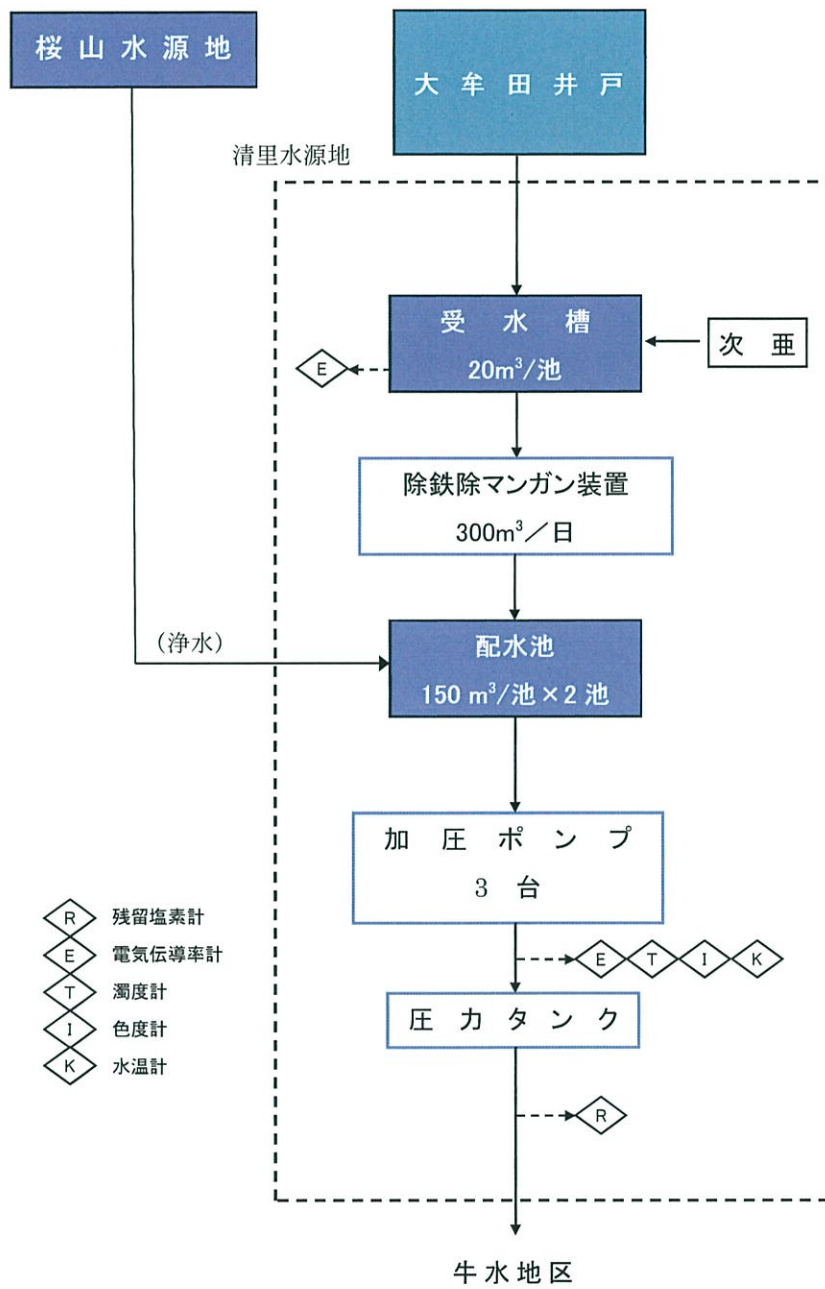 桜山水源地
大牟田井戸
清里水源地
受水槽
20m³/池
次亜
E
除鉄除マンガン装置
300m³／日
(浄水)
配水池
150 m³/池×2池
加圧ポンプ
3 台
E T I K
圧力タンク
R
R 残留塩素計
E 電気伝導率計
T 濁度計
I 色度計
K 水温計
牛水地区